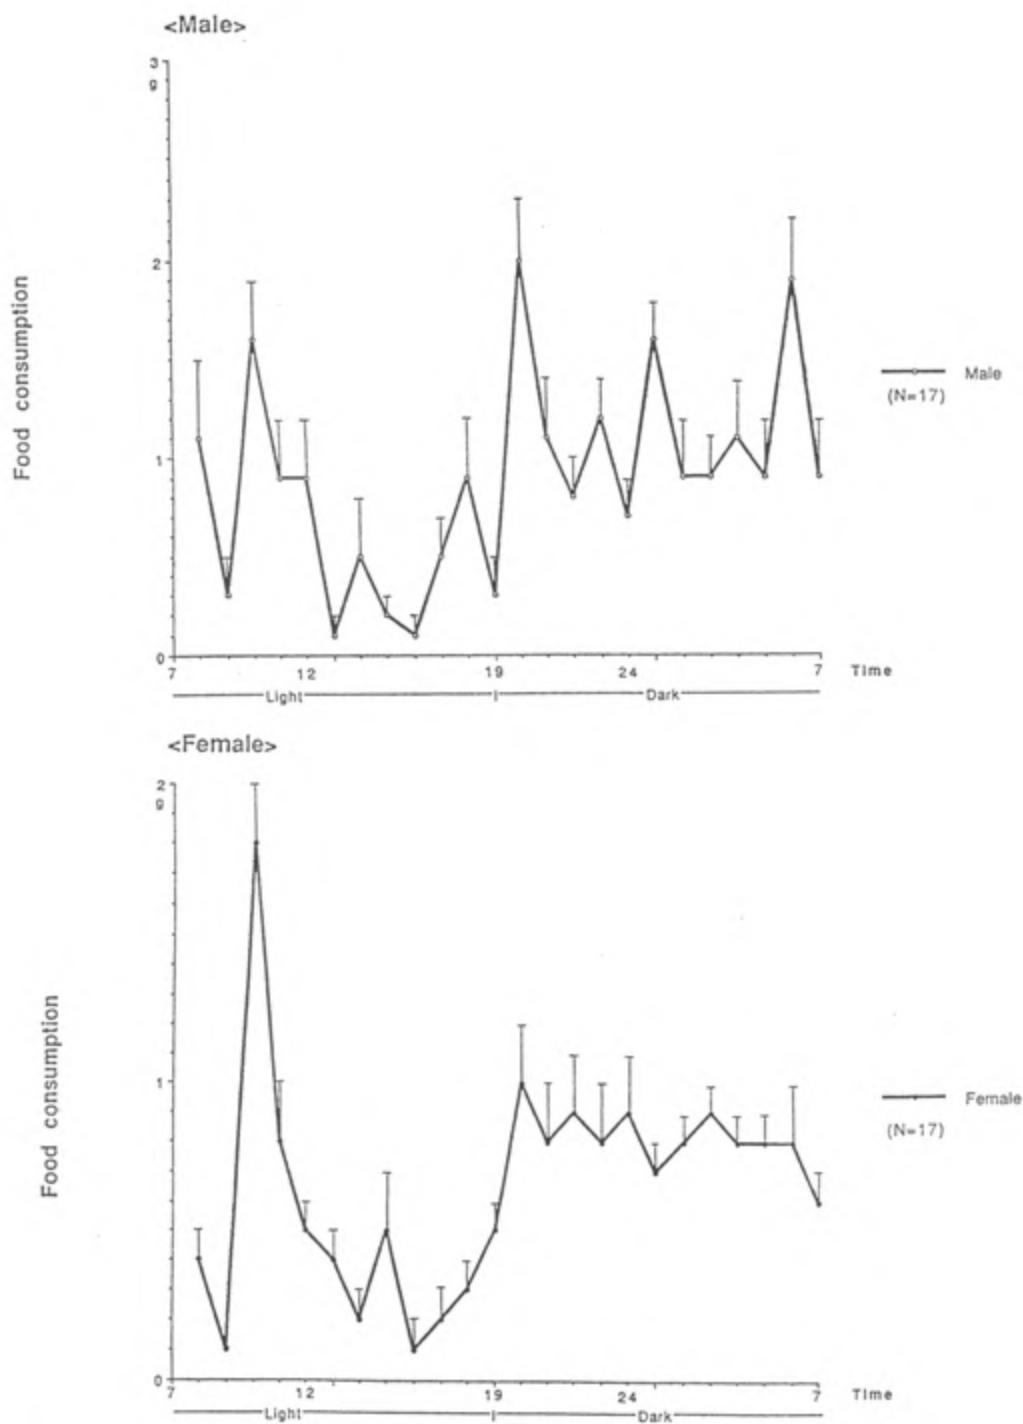 <Male>
3
g
2
1
0
Food consumption
7 12 19 24 7 Time
Light Dark
Male
(N=17)
<Female>
2
g
1
0
Food consumption
7 12 19 24 7 Time
Light Dark
Female
(N=17)